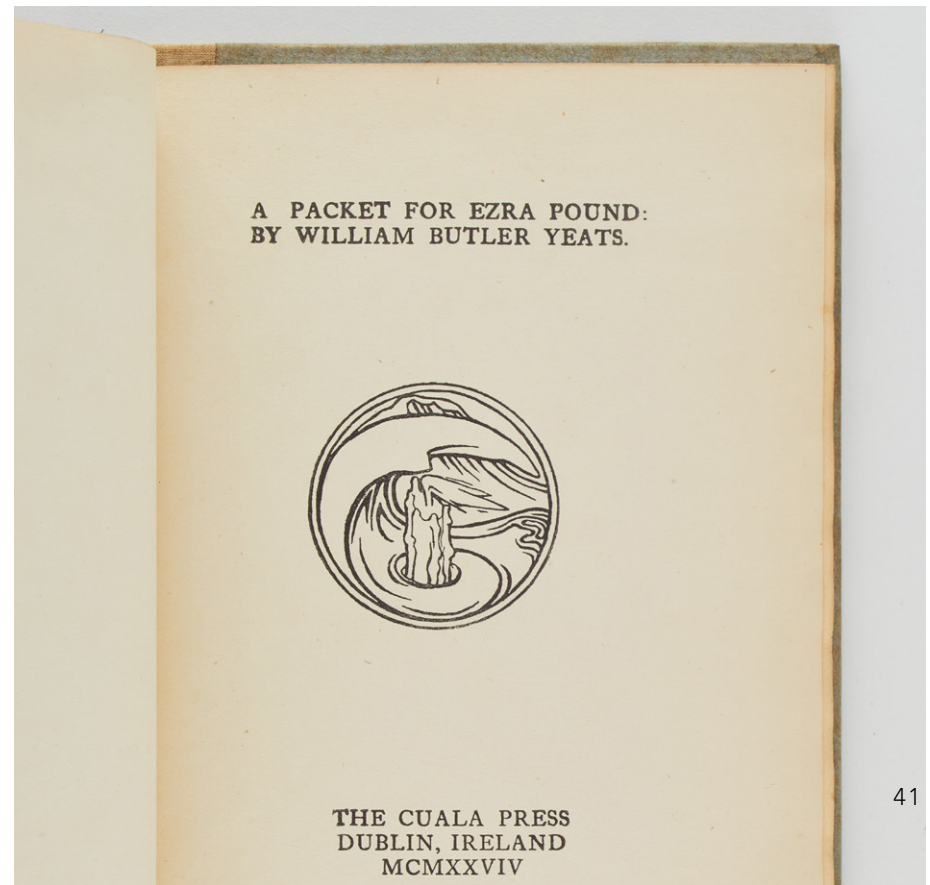 A PACKET FOR EZRA POUND:
BY WILLIAM BUTLER YEATS.
41
THE CUALA PRESS
DUBLIN, IRELAND
MCMXXVIV